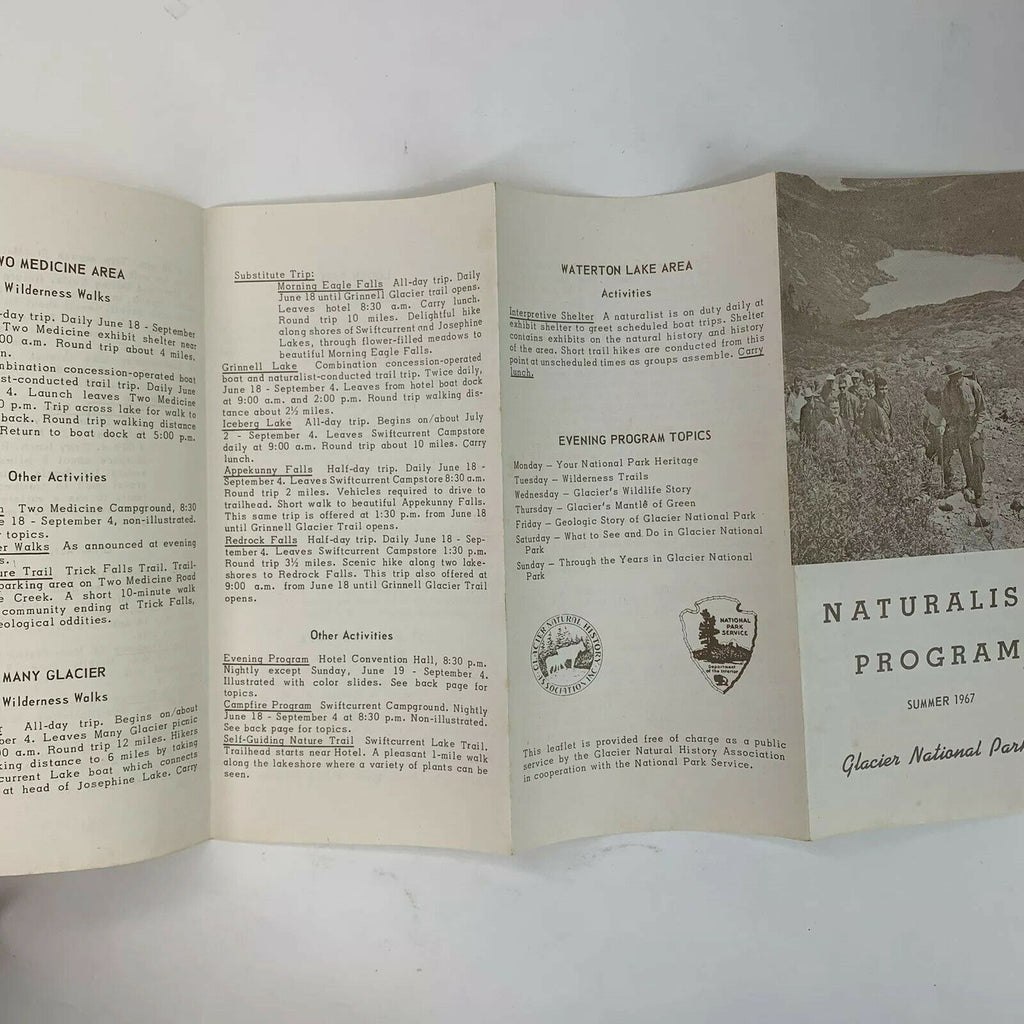 WO MEDICINE AREA
Wilderness Walks
-day trip. Daily June 18 - September
Two Medicine exhibit shelter near
00 a.m. Round trip about 4 miles.
n.
mbination concession-operated boat
st-conducted trail trip. Daily June
4. Launch leaves Two Medicine
0 p.m. Trip across lake for walk to
back. Round trip walking distance
Return to boat dock at 5:00 p.m.
Other Activities
Two Medicine Campground, 8:30
e 18 - September 4, non-illustrated.
r topics.
er Walks As announced at evening
s.
ure Trail Trick Falls Trail. Trail-
parking area on Two Medicine Road
e Creek. A short 10-minute walk
community ending at Trick Falls,
eological oddities.
MANY GLACIER
Wilderness Walks
All-day trip. Begins on/about
ber 4. Leaves Many Glacier picnic
0 a.m. Round trip 12 miles. Hikers
king distance to 6 miles by taking
current Lake boat which connects
at head of Josephine Lake. Carry
Substitute Trip:
Morning Eagle Falls All-day trip. Daily
June 18 until Grinnell Glacier trail opens.
Leaves hotel 8:30 a.m. Carry lunch.
Round trip 10 miles. Delightful hike
along shores of Swiftcurrent and Josephine
Lakes, through flower-filled meadows to
beautiful Morning Eagle Falls.
Grinnell Lake Combination concession-operated
boat and naturalist-conducted trail trip. Twice daily,
June 18 - September 4. Leaves from hotel boat dock
at 9:00 a.m. and 2:00 p.m. Round trip walking dis-
tance about 2½ miles.
Iceberg Lake All-day trip. Begins on/about July
2 - September 4. Leaves Swiftcurrent Campstore
daily at 9:00 a.m. Round trip about 10 miles. Carry
lunch.
Appekunny Falls Half-day trip. Daily June 18 -
September 4. Leaves Swiftcurrent Campstore 8:30 a.m.
Round trip 2 miles. Vehicles required to drive to
trailhead. Short walk to beautiful Appekunny Falls.
This same trip is offered at 1:30 p.m. from June 18
until Grinnell Glacier Trail opens.
Redrock Falls Half-day trip. Daily June 18 - Sep-
tember 4. Leaves Swiftcurrent Campstore 1:30 p.m.
Round trip 3½ miles. Scenic hike along two lake-
shores to Redrock Falls. This trip also offered at
9:00 a.m. from June 18 until Grinnell Glacier Trail
opens.
Other Activities
Evening Program Hotel Convention Hall, 8:30 p.m.
Nightly except Sunday, June 19 - September 4.
Illustrated with color slides. See back page for
topics.
Campfire Program Swiftcurrent Campground. Nightly
June 18 - September 4 at 8:30 p.m. Non-illustrated.
See back page for topics.
Self-Guiding Nature Trail Swiftcurrent Lake Trail.
Trailhead starts near Hotel. A pleasant 1-mile walk
along the lakeshore where a variety of plants can be
seen.
WATERTON LAKE AREA
Activities
Interpretive Shelter A naturalist is on duty daily at
exhibit shelter to greet scheduled boat trips. Shelter
contains exhibits on the natural history and history
of the area. Short trail hikes are conducted from this
point at unscheduled times as groups assemble. Carry
lunch.
EVENING PROGRAM TOPICS
Monday – Your National Park Heritage
Tuesday – Wilderness Trails
Wednesday – Glacier's Wildlife Story
Thursday – Glacier's Mantle of Green
Friday – Geologic Story of Glacier National Park
Saturday – What to See and Do in Glacier National
Park
Sunday – Through the Years in Glacier National
Park
GLACIER NATURAL HISTORY
ASSOCIATION INC
NATIONAL
PARK
SERVICE
Department
of the Interior
This leaflet is provided free of charge as a public
service by the Glacier Natural History Association
in cooperation with the National Park Service.
NATURALIS
PROGRAM
SUMMER 1967
Glacier National Park